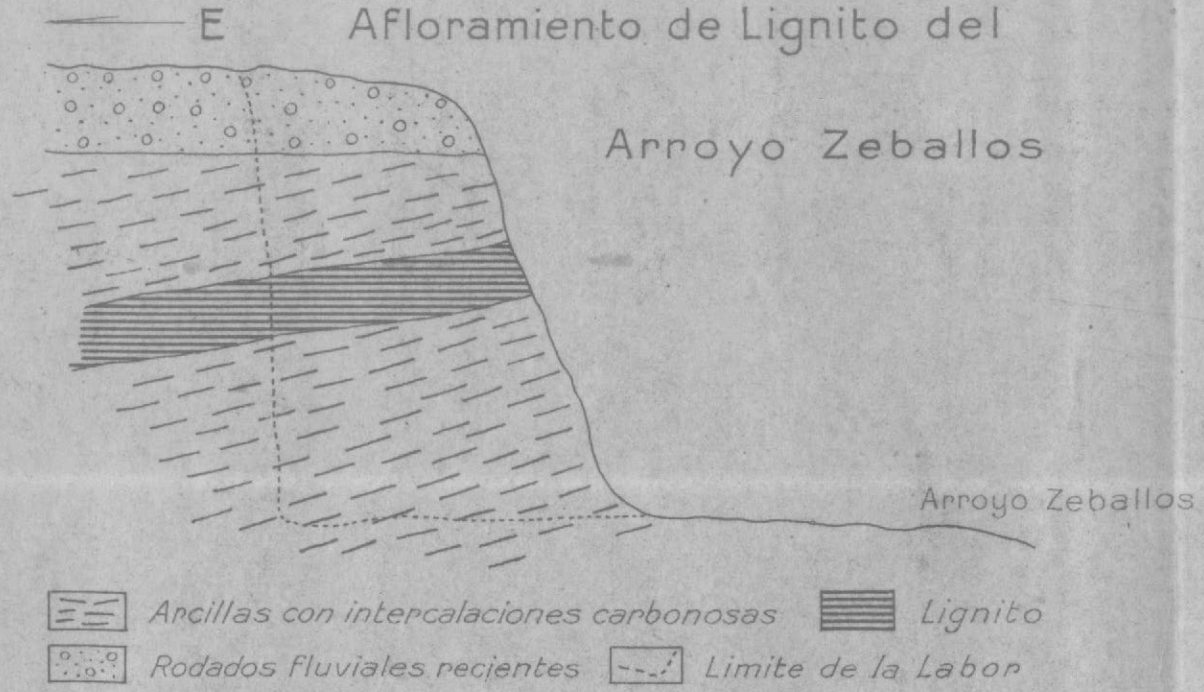 E Afloramiento de Lignito del
Arroyo Zeballos
Arroyo Zeballos
Arcillas con intercalaciones carbonosas Lignito
Rodados fluviales recientes Limite de la Labor